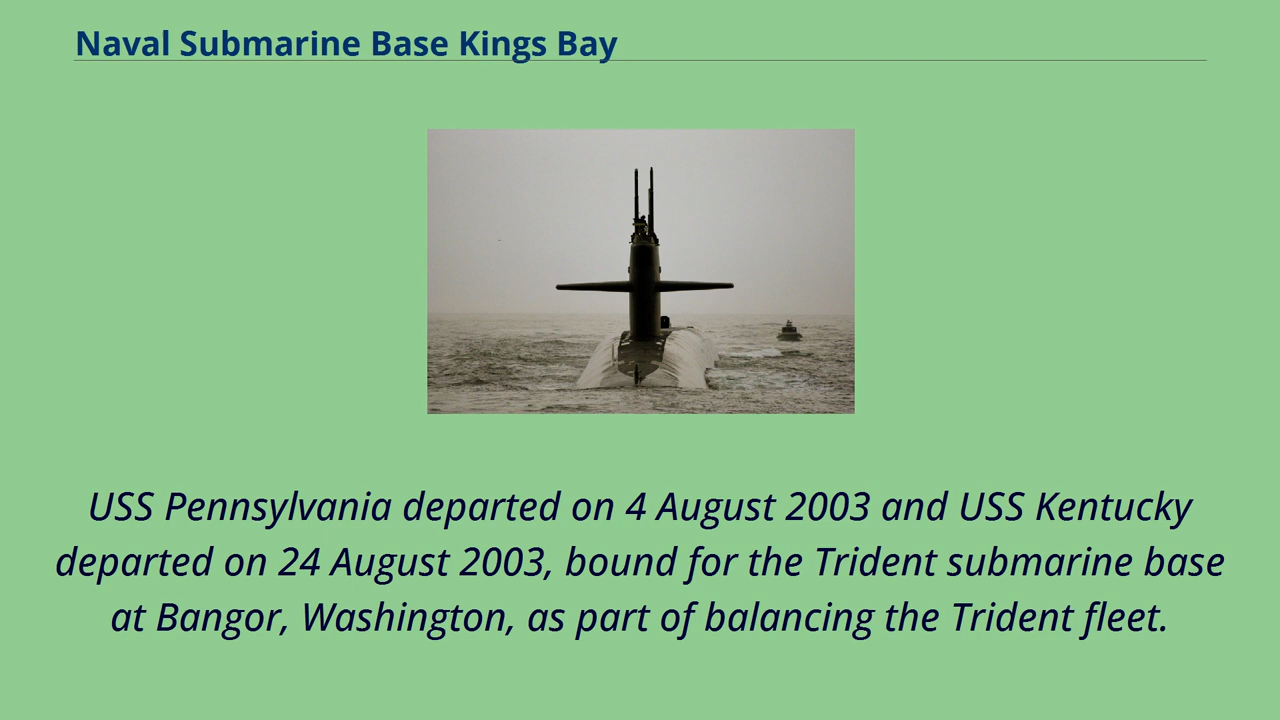 Naval Submarine Base Kings Bay
USS Pennsylvania departed on 4 August 2003 and USS Kentucky
departed on 24 August 2003, bound for the Trident submarine base
at Bangor, Washington, as part of balancing the Trident fleet.